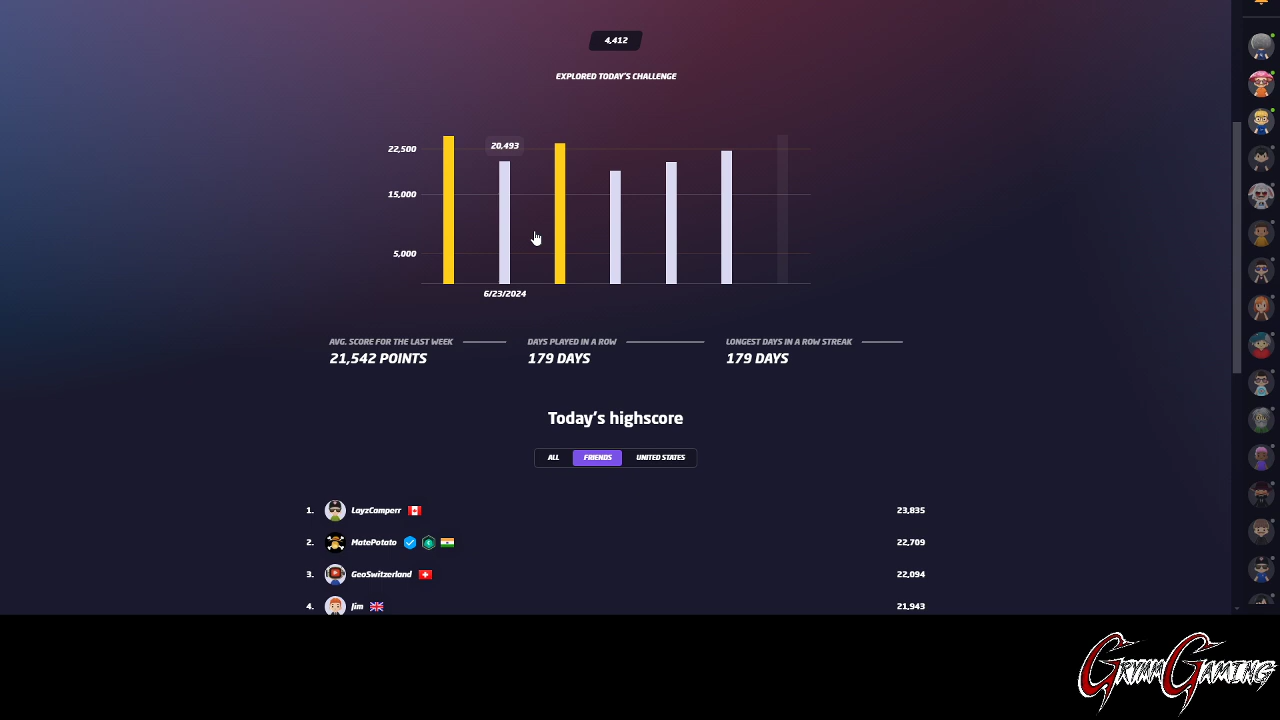 4,412
EXPLORED TODAY'S CHALLENGE
22,500
20,493
15,000
5,000
6/23/2024
AVG. SCORE FOR THE LAST WEEK
21,542 POINTS
DAYS PLAYED IN A ROW
179 DAYS
LONGEST DAYS IN A ROW STREAK
179 DAYS
Today's highscore
ALL FRIENDS UNITED STATES
1. LayzCamperr 23,835
2. MatePotato 22,709
3. GeoSwitzerland 22,094
4. Jim 21,943
GrimmGaming